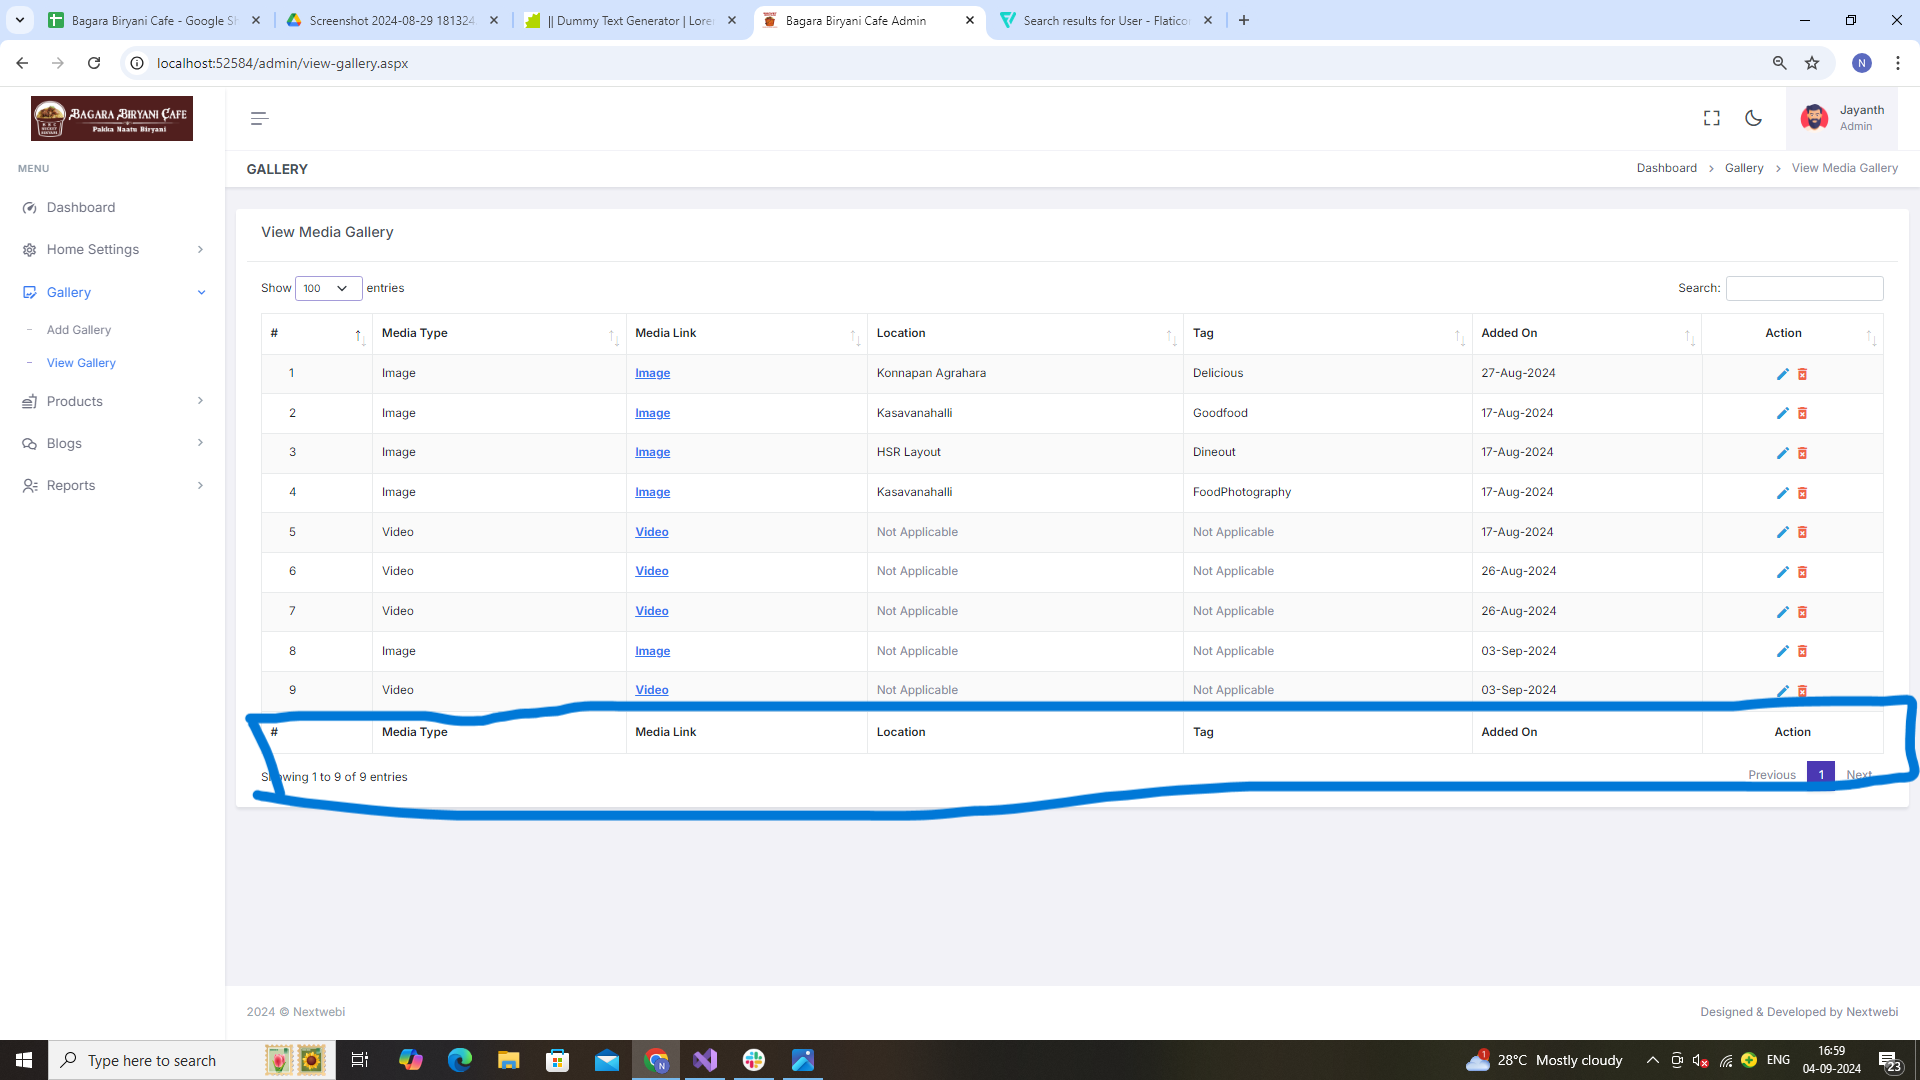 Bagara Biryani Cafe - Google Sh
Screenshot 2024-08-29 181324
|| Dummy Text Generator | Lore
Bagara Biryani Cafe Admin
Search results for User - Flatico
localhost:52584/admin/view-gallery.aspx
N
BAGARA BIRYANI CAFE
Pakka Naatu Biryani
Jayanth
Admin
MENU
GALLERY
Dashboard > Gallery > View Media Gallery
Dashboard
Home Settings
Gallery
Add Gallery
View Gallery
Products
Blogs
Reports
View Media Gallery
Show 100 entries
Search:
# Media Type Media Link Location Tag Added On Action
1 Image Image Konnapan Agrahara Delicious 27-Aug-2024
2 Image Image Kasavanahalli Goodfood 17-Aug-2024
3 Image Image HSR Layout Dineout 17-Aug-2024
4 Image Image Kasavanahalli FoodPhotography 17-Aug-2024
5 Video Video Not Applicable Not Applicable 17-Aug-2024
6 Video Video Not Applicable Not Applicable 26-Aug-2024
7 Video Video Not Applicable Not Applicable 26-Aug-2024
8 Image Image Not Applicable Not Applicable 03-Sep-2024
9 Video Video Not Applicable Not Applicable 03-Sep-2024
# Media Type Media Link Location Tag Added On Action
Showing 1 to 9 of 9 entries
Previous 1 Next
2024 © Nextwebi
Designed & Developed by Nextwebi
Type here to search
1
28°C Mostly cloudy
ENG
16:59
04-09-2024
23